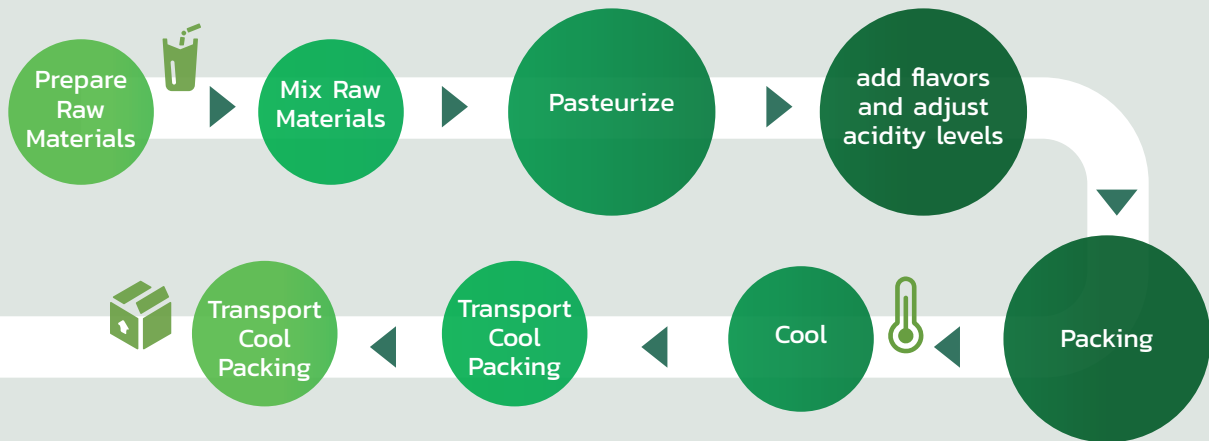 Prepare
Raw
Materials
Mix Raw
Materials
Pasteurize
add flavors
and adjust
acidity levels
Packing
Cool
Transport
Cool
Packing
Transport
Cool
Packing